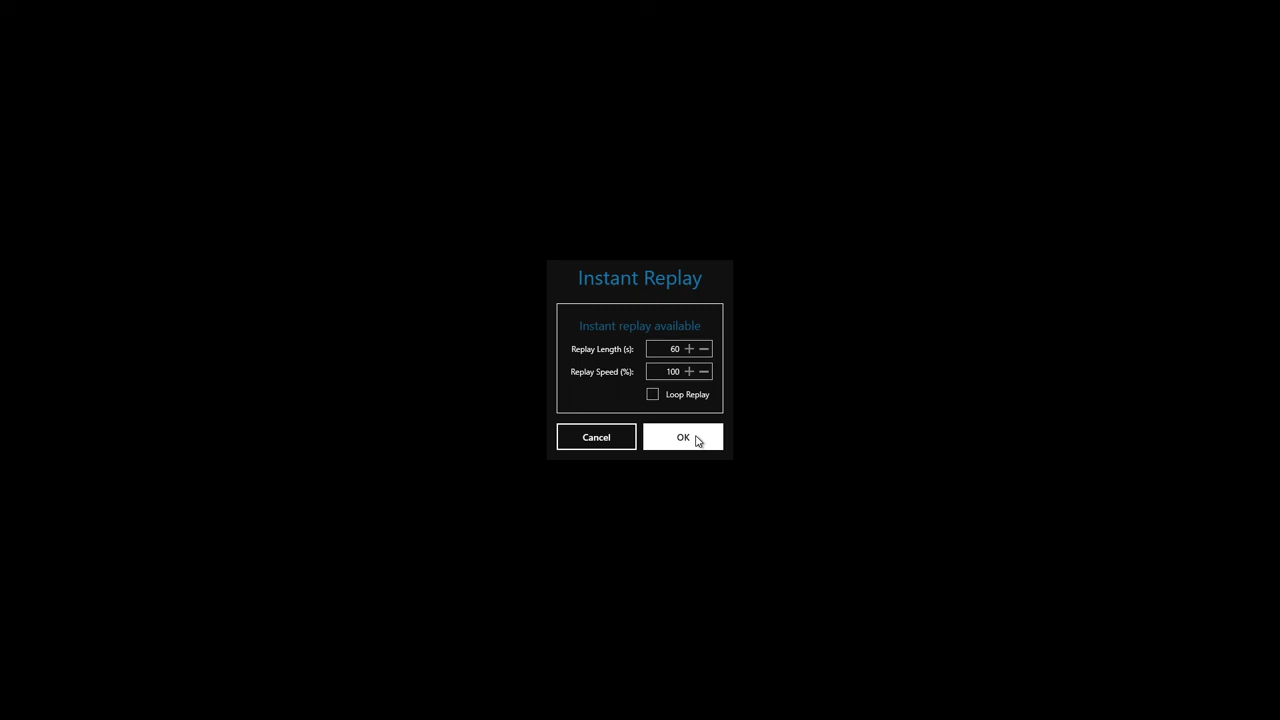 Instant Replay
Instant replay available
Replay Length (s): 60
Replay Speed (%): 100
Loop Replay
Cancel OK